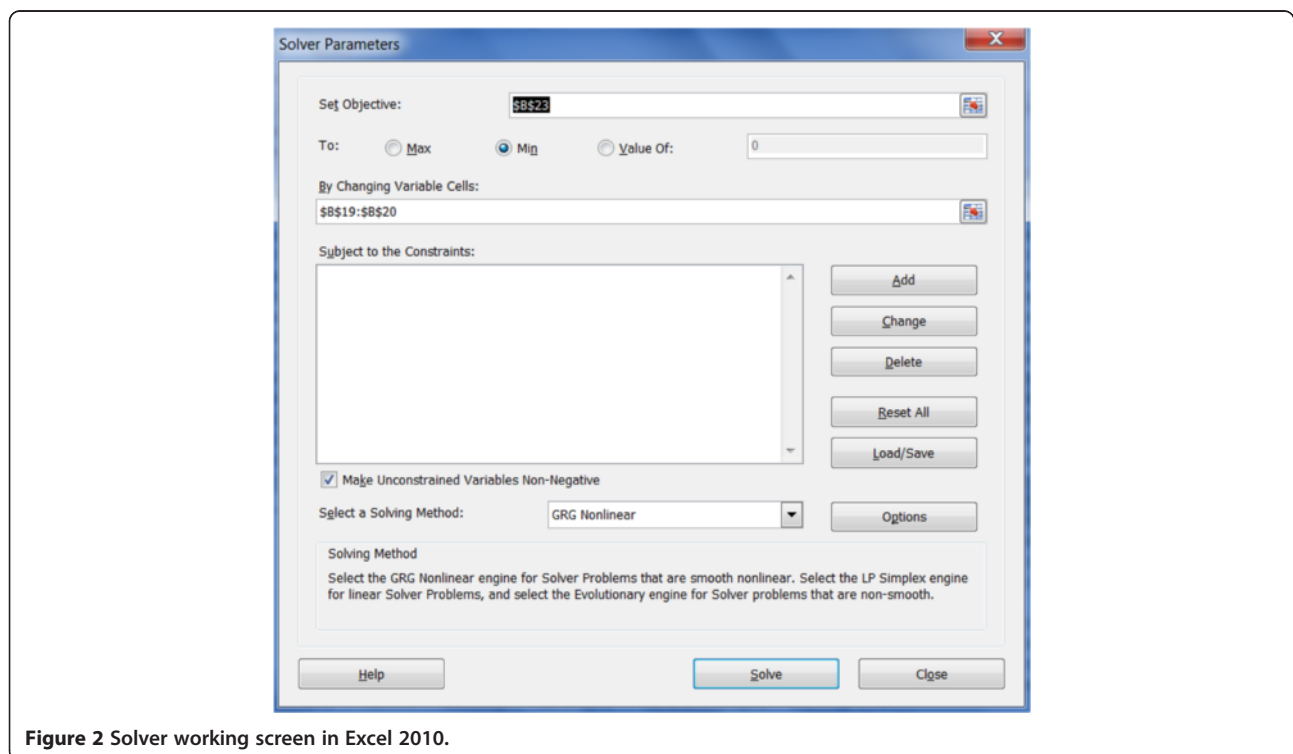 Solver Parameters
Set Objective:
$B$23
To:
Max
Min
Value Of:
0
By Changing Variable Cells:
$B$19:$B$20
Subject to the Constraints:
Add
Change
Delete
Reset All
Load/Save
Make Unconstrained Variables Non-Negative
Select a Solving Method:
GRG Nonlinear
Options
Solving Method
Select the GRG Nonlinear engine for Solver Problems that are smooth nonlinear. Select the LP Simplex engine
for linear Solver Problems, and select the Evolutionary engine for Solver problems that are non-smooth.
Help
Solve
Close
Figure 2 Solver working screen in Excel 2010.